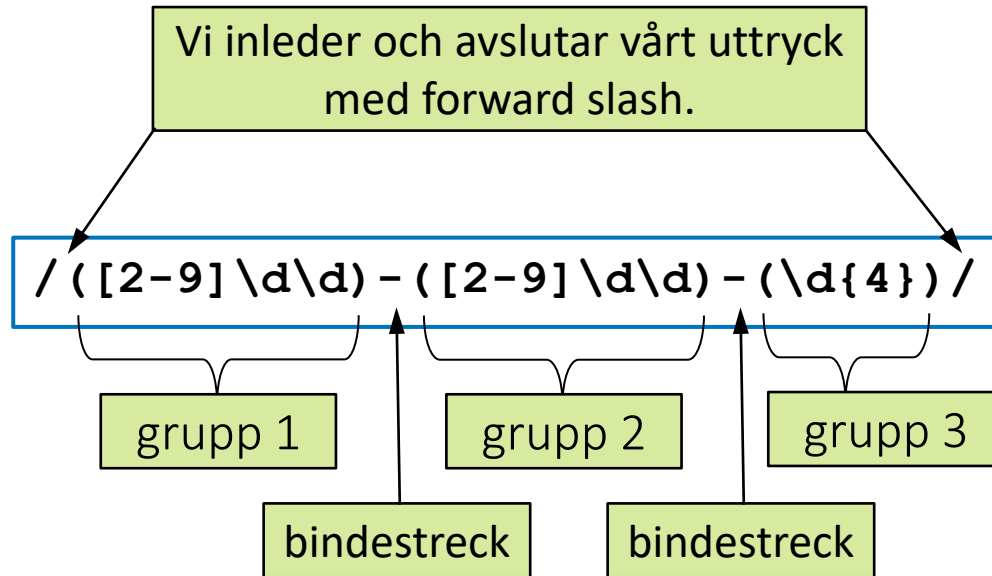 Vi inleder och avslutar vårt uttryck
med forward slash.
/([2-9]\d\d)-([2-9]\d\d)-(\d{4})/
grupp 1 grupp 2 grupp 3
bindestreck bindestreck